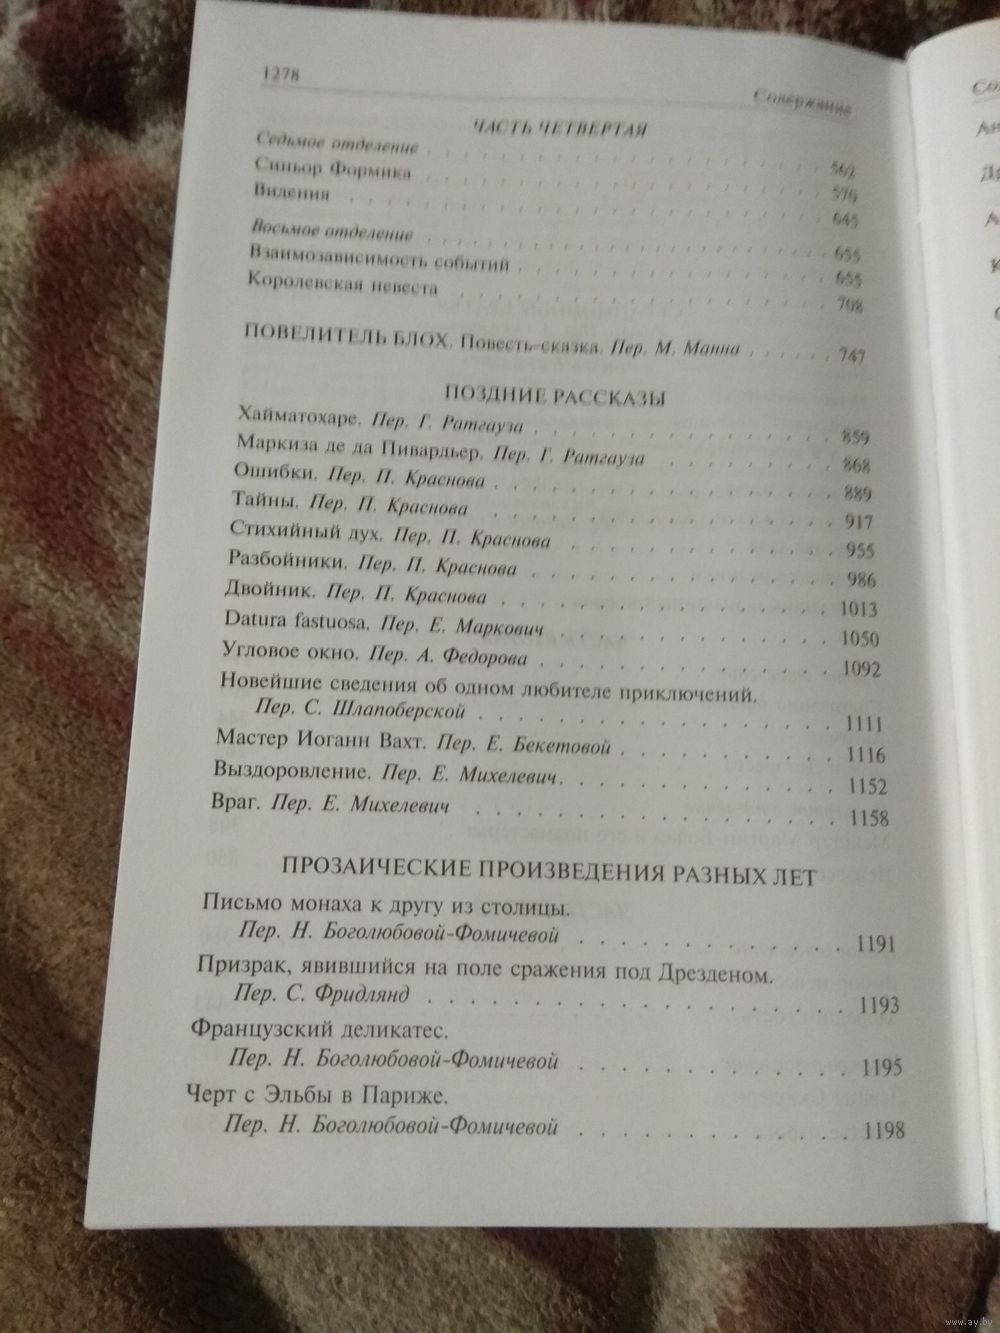 1278
Содержание
ЧАСТЬ ЧЕТВЕРТАЯ
Седьмое отделение . . . . . . . . . . . . . . . . . . . 562
Синьор Формика . . . . . . . . . . . . . . . . . . . 576
Видения . . . . . . . . . . . . . . . . . . . . . . 645
Восьмое отделение . . . . . . . . . . . . . . . . . . . 655
Взаимозависимость событий . . . . . . . . . . . . . . . 655
Королевская невеста . . . . . . . . . . . . . . . . . . 708
ПОВЕЛИТЕЛЬ БЛОХ. Повесть-сказка. Пер. М. Манна . . . . . 747
ПОЗДНИЕ РАССКАЗЫ
Хайматохаре. Пер. Г. Ратгауза . . . . . . . . . . . . . 859
Маркиза де ла Пивардьер. Пер. Г. Ратгауза . . . . . . . 868
Ошибки. Пер. П. Краснова . . . . . . . . . . . . . . . 889
Тайны. Пер. П. Краснова . . . . . . . . . . . . . . . 917
Стихийный дух. Пер. П. Краснова . . . . . . . . . . . . 955
Разбойники. Пер. П. Краснова . . . . . . . . . . . . . 986
Двойник. Пер. П. Краснова . . . . . . . . . . . . . . 1013
Datura fastuosa. Пер. Е. Маркович . . . . . . . . . . . 1050
Угловое окно. Пер. А. Федорова . . . . . . . . . . . . 1092
Новейшие сведения об одном любителе приключений.
Пер. С. Шлапоберской . . . . . . . . . . . . . . . . 1111
Мастер Иоганн Вахт. Пер. Е. Бекетовой . . . . . . . . . 1116
Выздоровление. Пер. Е. Михелевич . . . . . . . . . . . 1152
Враг. Пер. Е. Михелевич . . . . . . . . . . . . . . . 1158
ПРОЗАИЧЕСКИЕ ПРОИЗВЕДЕНИЯ РАЗНЫХ ЛЕТ
Письмо монаха к другу из столицы.
Пер. Н. Боголюбовой-Фомичевой . . . . . . . . . . . . . 1191
Призрак, явившийся на поле сражения под Дрезденом.
Пер. С. Фридлянд . . . . . . . . . . . . . . . . . . 1193
Французский деликатес.
Пер. Н. Боголюбовой-Фомичевой . . . . . . . . . . . . . 1195
Черт с Эльбы в Париже.
Пер. Н. Боголюбовой-Фомичевой . . . . . . . . . . . . . 1198
www.ay.by